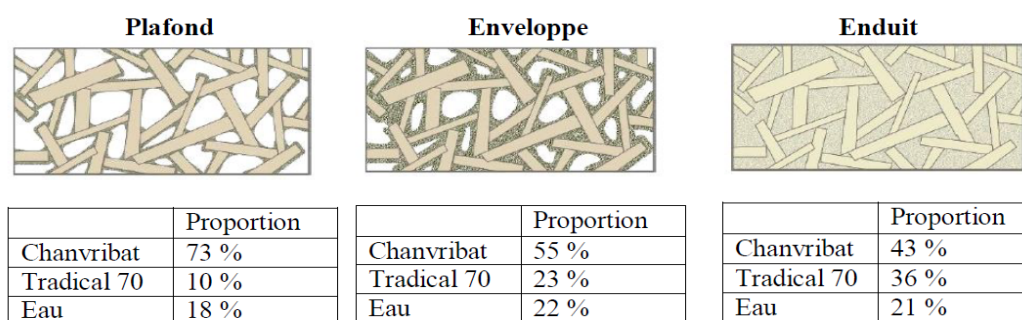 Plafond
Enveloppe
Enduit
Proportion
Chanvribat 73 %
Tradical 70 10 %
Eau 18 %
Proportion
Chanvribat 55 %
Tradical 70 23 %
Eau 22 %
Proportion
Chanvribat 43 %
Tradical 70 36 %
Eau 21 %